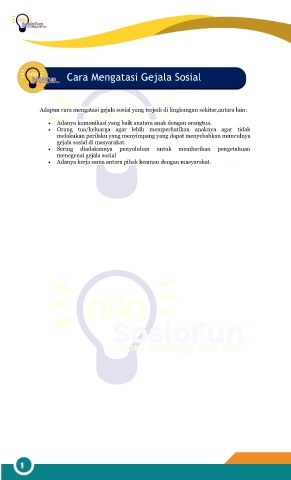 SosioFun
Cara Mengatasi Gejala Sosial
Adapun cara mengatasi gejala sosial yang terjadi di lingkungan sekitar,antara lain:
• Adanya komonikasi yang baik anatara anak dengan orangtua.
• Orang tua/keluarga agar lebih memperhatikan anaknya agar tidak
melakukan perilaku yang menyimpang yang dapat menyebabkan munculnya
gejala sosial di masyarakat.
• Sering diadakannya penyuluhan untuk memberikan pengetahuan
menegenai gejala sosial
• Adanya kerja sama antara pihak keaman dengan masyarakat.
SosioFun
1